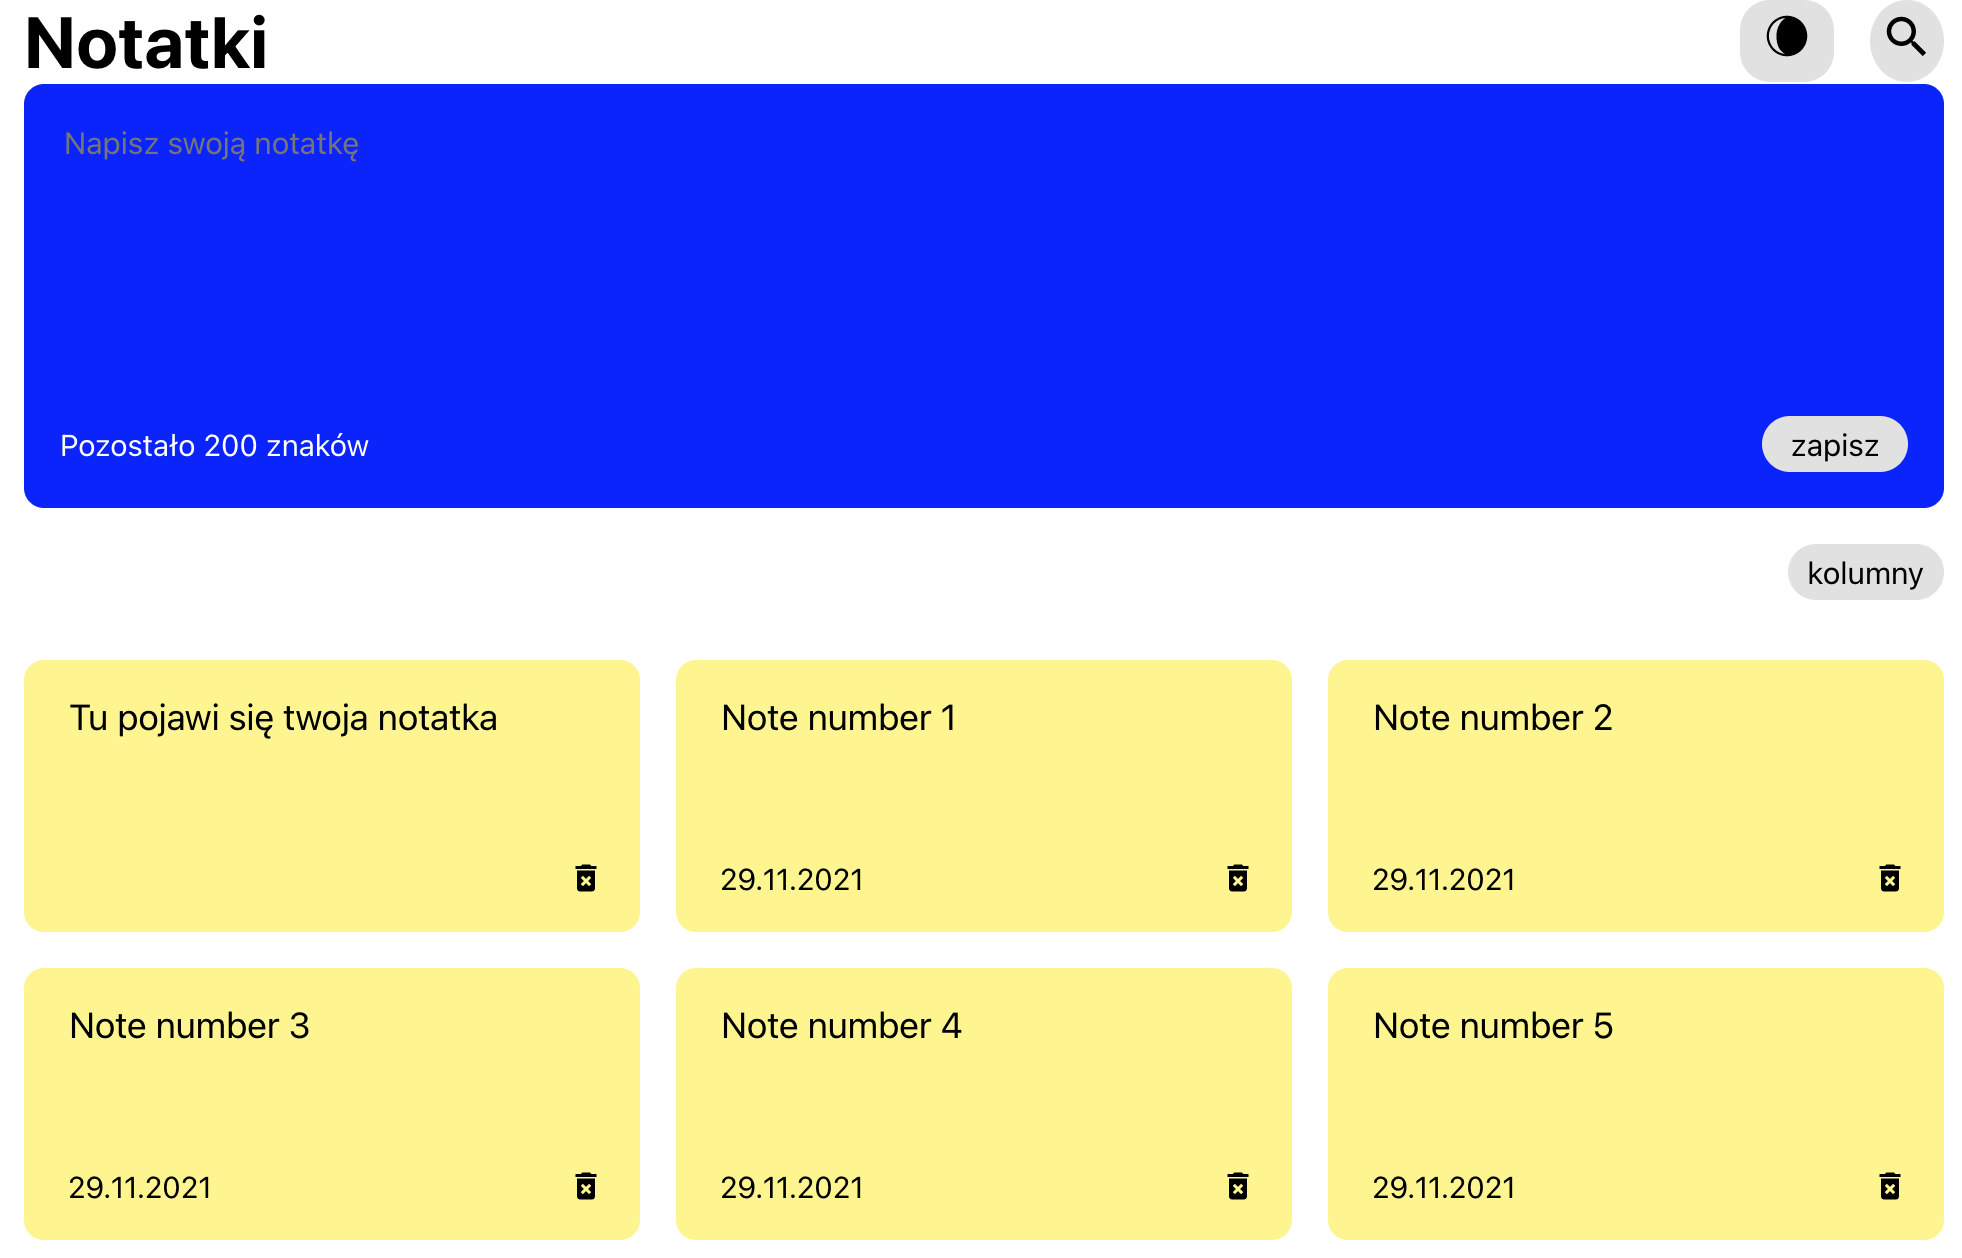 Notatki
Napisz swoją notatkę
Pozostało 200 znaków
zapisz
kolumny
Tu pojawi się twoja notatka
Note number 1
29.11.2021
Note number 2
29.11.2021
Note number 3
29.11.2021
Note number 4
29.11.2021
Note number 5
29.11.2021